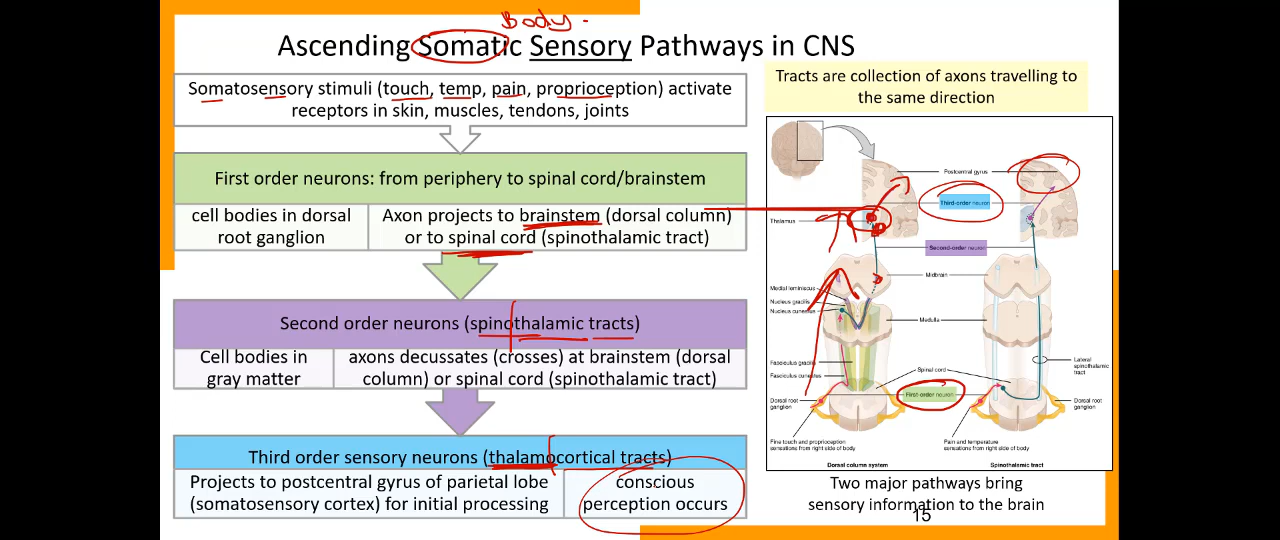 Body.
Ascending Somatic Sensory Pathways in CNS
Somatosensory stimuli (touch, temp, pain, proprioception) activate
receptors in skin, muscles, tendons, joints
First order neurons: from periphery to spinal cord/brainstem
cell bodies in dorsal
root ganglion
Axon projects to brainstem (dorsal column)
or to spinal cord (spinothalamic tract)
Second order neurons (spinothalamic tracts)
Cell bodies in
gray matter
axons decussates (crosses) at brainstem (dorsal
column) or spinal cord (spinothalamic tract)
Third order sensory neurons (thalamocortical tracts)
Projects to postcentral gyrus of parietal lobe
(somatosensory cortex) for initial processing
conscious
perception occurs
Tracts are collection of axons travelling to
the same direction
Postcentral gyrus
Third-order neuron
Thalamus
Second-order neuron
Midbrain
Medial lemniscus
Nucleus gracilis
Nucleus cuneatus
Medulla
Fasciculus gracilis
Fasciculus cuneatus
Spinal cord
Lateral
spinothalamic
tract
First-order neuron
Dorsal root
ganglion
Dorsal root
ganglion
Fine touch and proprioception
sensations from right side of body
Pain and temperature
sensations from right side of body
Dorsal column system
Spinothalamic tract
Two major pathways bring
sensory information to the brain
15